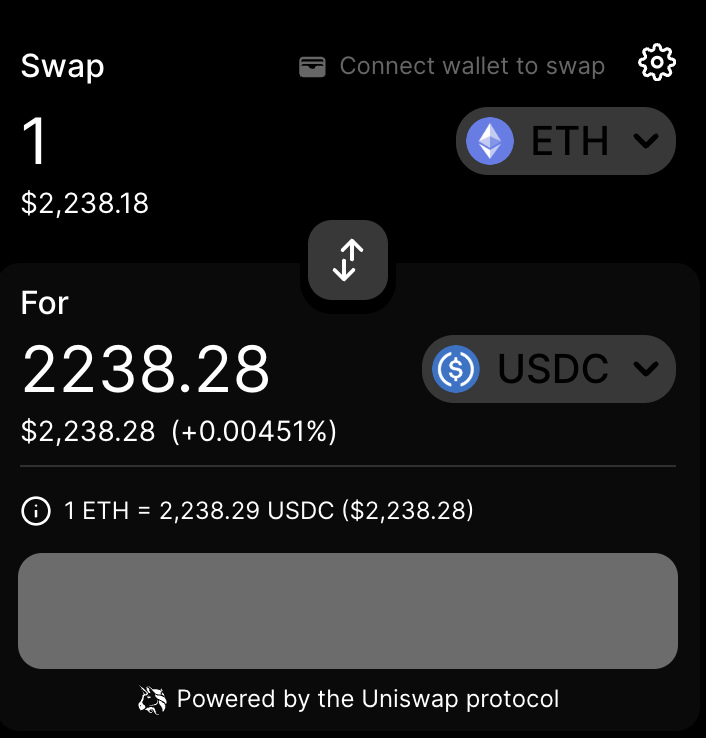 Swap Connect wallet to swap
1 ETH
$2,238.18
For
2238.28 USDC
$2,238.28 (+0.00451%)
1 ETH = 2,238.29 USDC ($2,238.28)
Powered by the Uniswap protocol